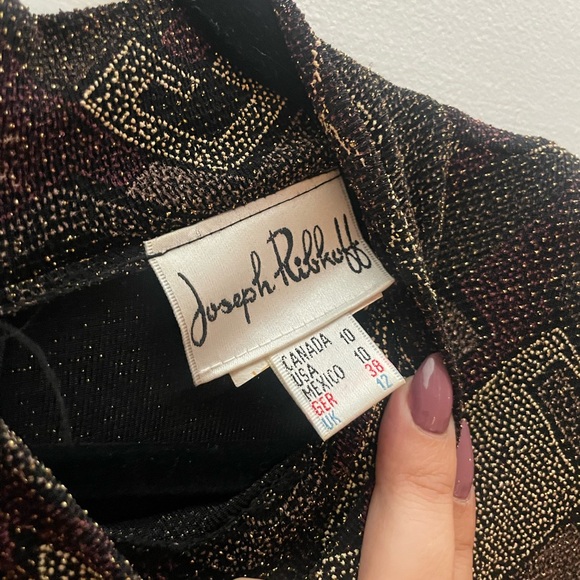 Joseph Ribkoff
CANADA 10
USA 10
MEXICO
GER 38
UK 12